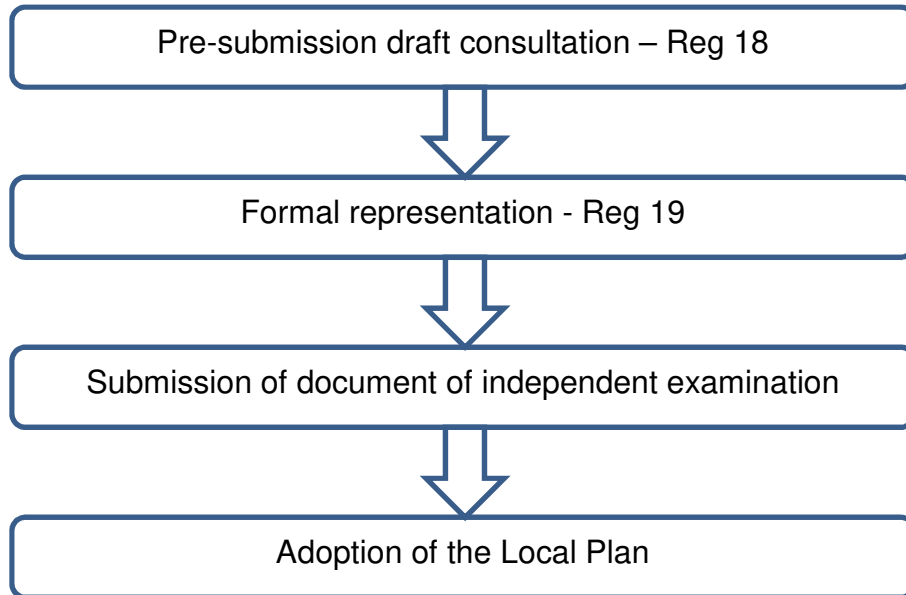 Pre-submission draft consultation – Reg 18
Formal representation - Reg 19
Submission of document of independent examination
Adoption of the Local Plan